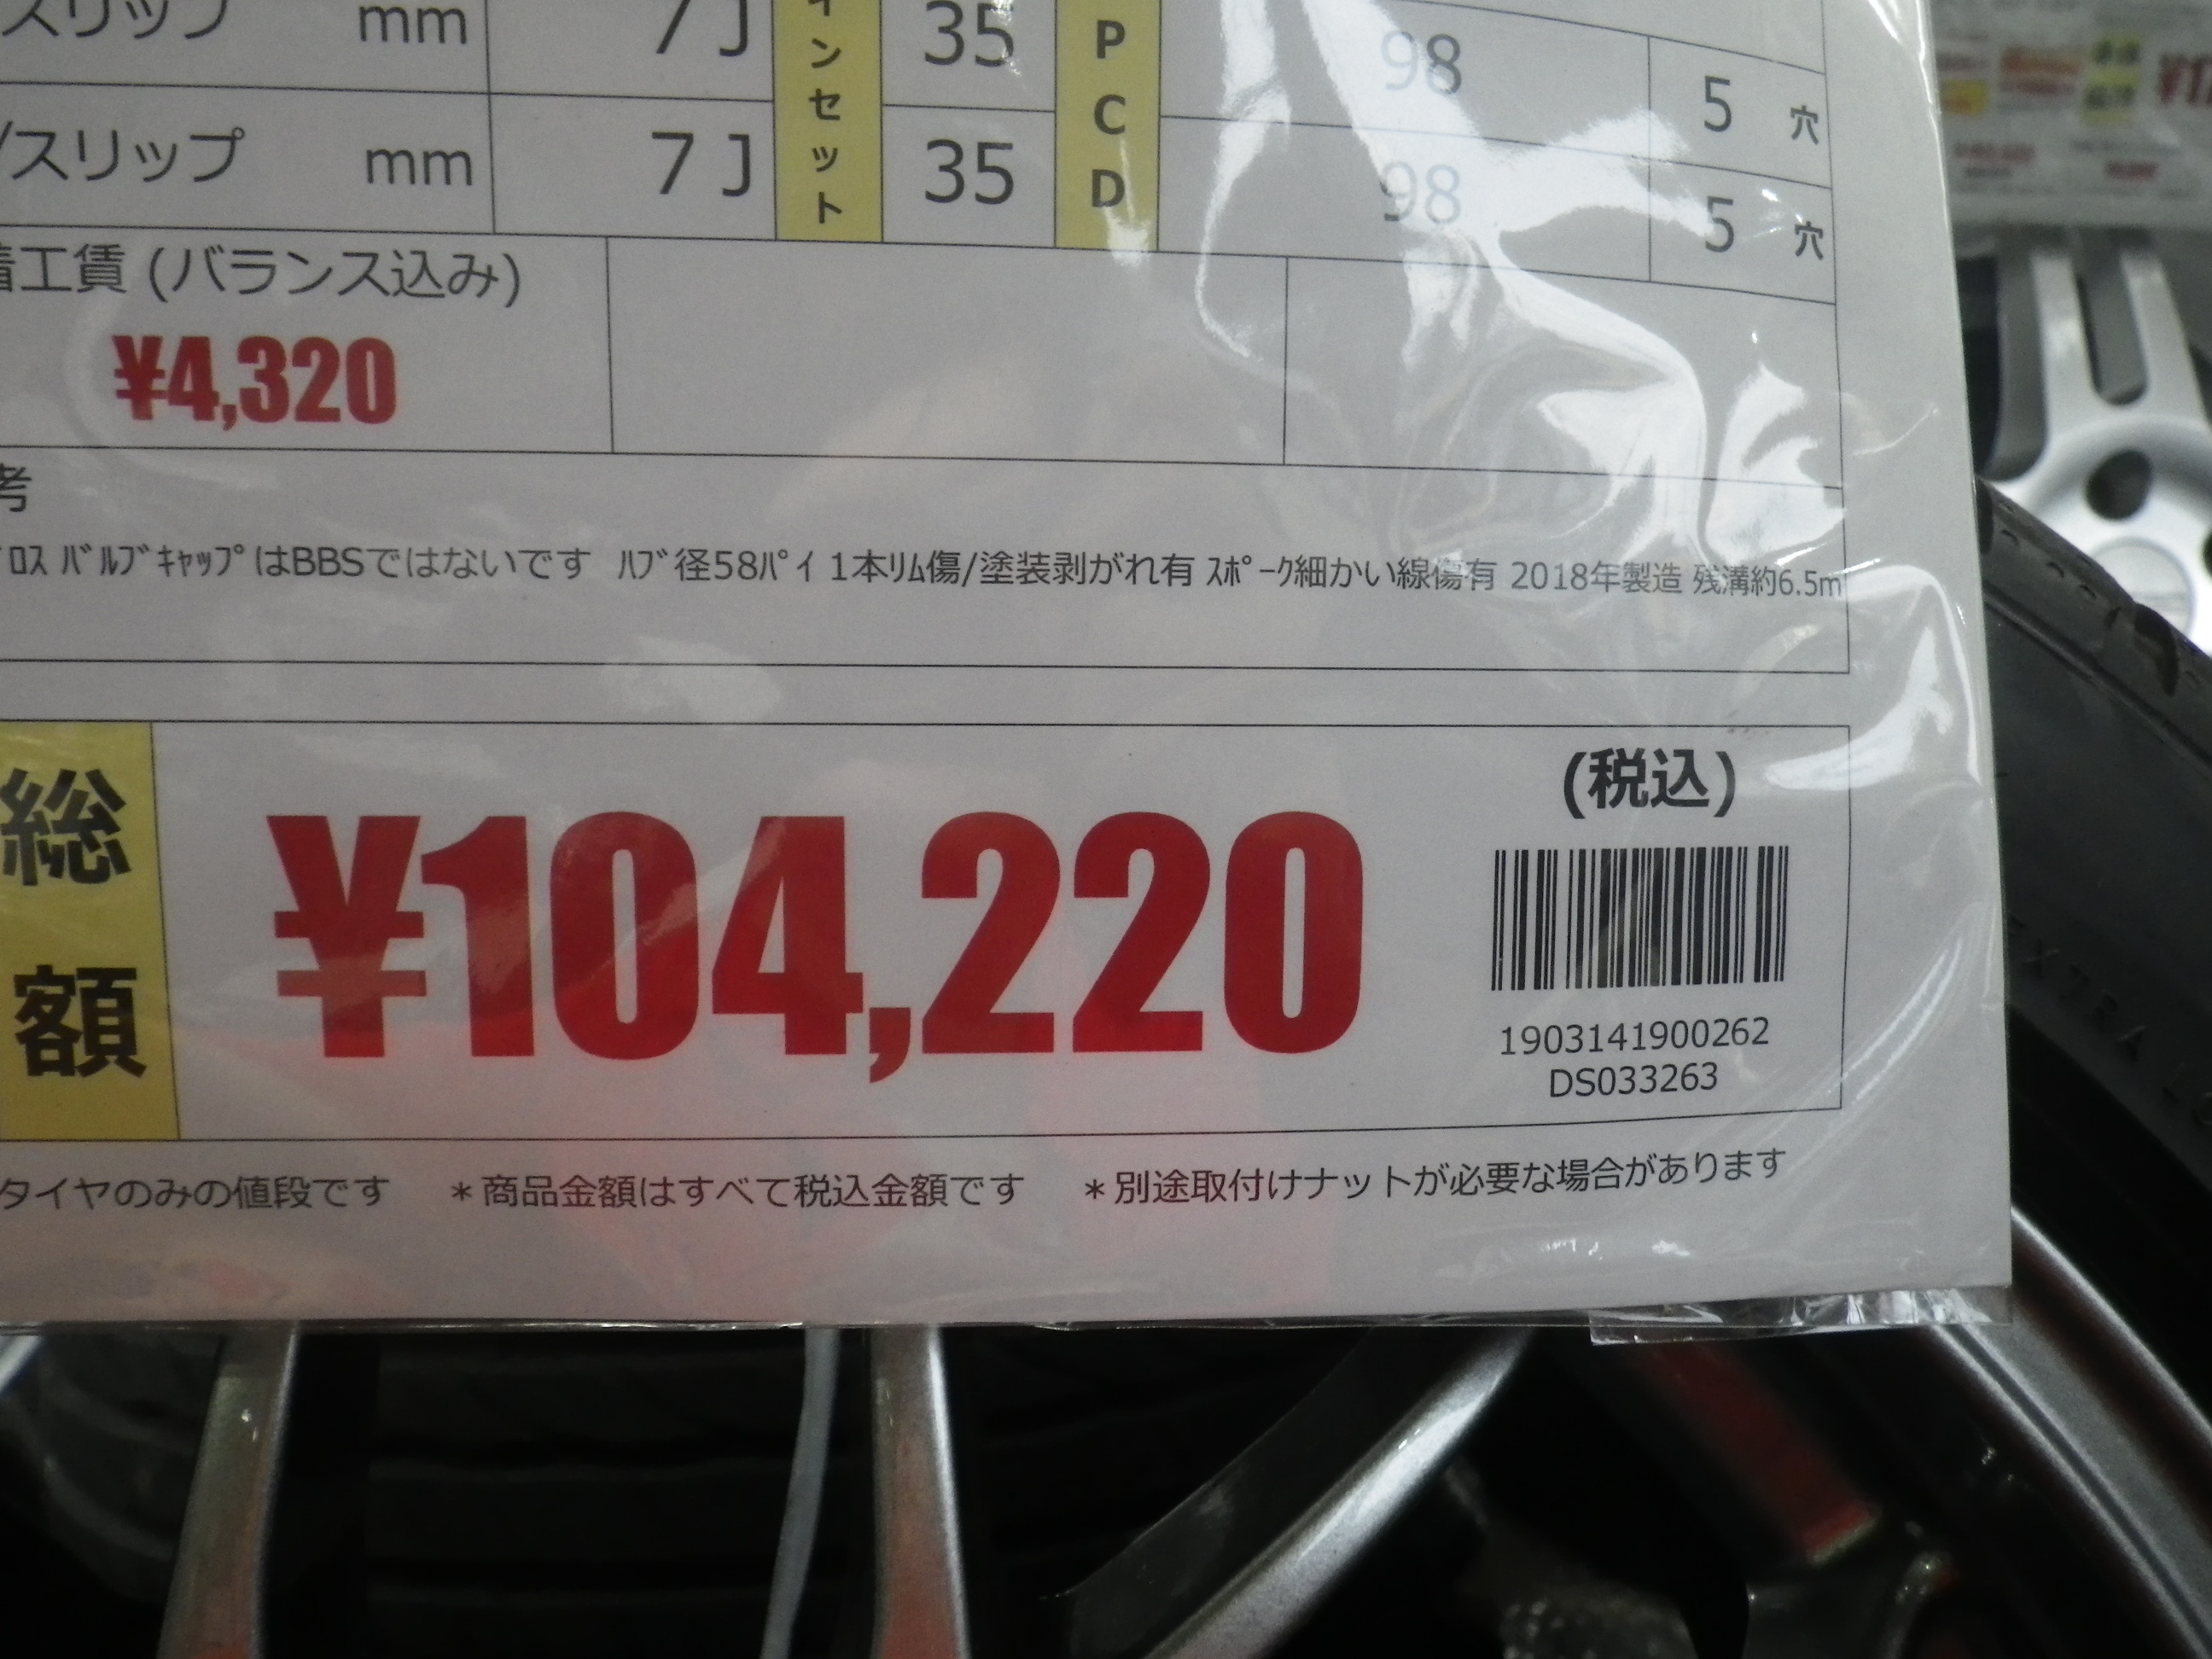 スリップ mm 7J インセット 35 PCD 98 5 穴
/スリップ mm 7J 35 98 5 穴
着工賃 (バランス込み)
¥4,320
考
ﾛｽ ﾊﾞﾙﾌﾞｷｬｯﾌﾟはBBSではないです ﾊﾌﾞ径58ﾊﾟｲ 1本ﾘﾑ傷/塗装剥がれ有 ｽﾎﾟｰｸ細かい線傷有 2018年製造 残溝約6.5m
総額 ¥104,220 (税込)
1903141900262
DS033263
タイヤのみの値段です ＊商品金額はすべて税込金額です ＊別途取付けナットが必要な場合があります